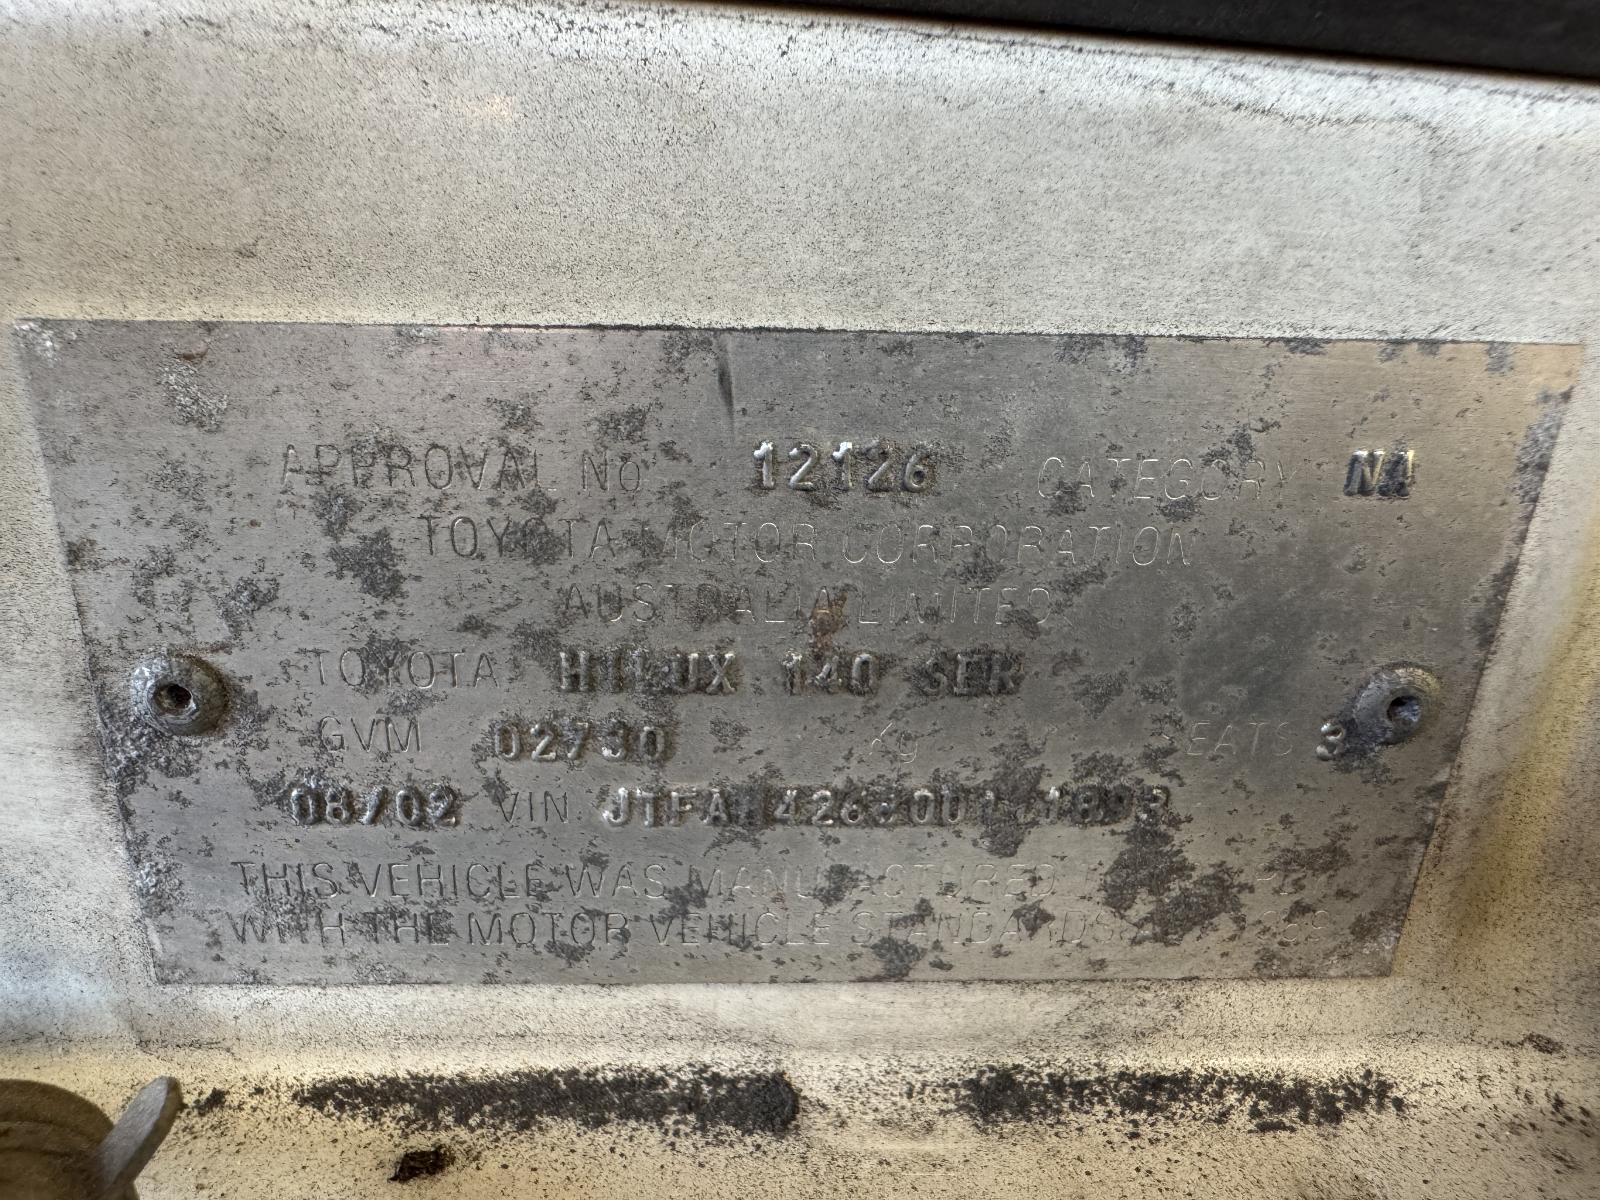 APPROVAL No 12126 CATEGORY NA
TOYOTA MOTOR CORPORATION
AUSTRALIA LIMITED
TOYOTA HILUX 140 SER
GVM 02730 Kg SEATS 3
08/02 VIN
THIS VEHICLE WAS MANUFACTURED
WITH THE MOTOR VEHICLE STANDARDS